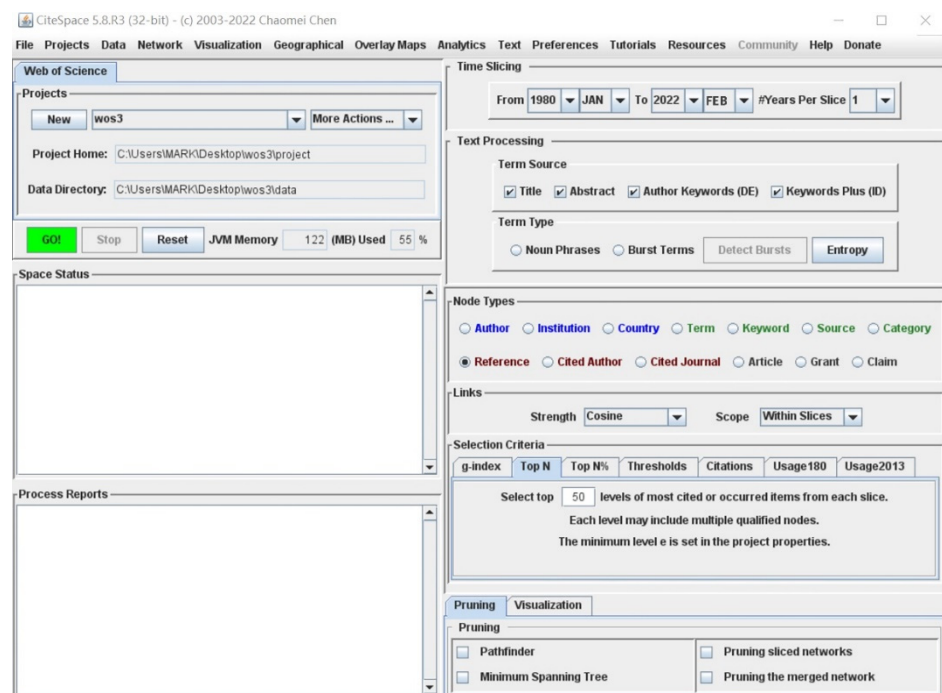 CiteSpace 5.8.R3 (32-bit) - (c) 2003-2022 Chaomei Chen
File Projects Data Network Visualization Geographical Overlay Maps Analytics Text Preferences Tutorials Resources Community Help Donate
Web of Science
Projects
New wos3 More Actions ...
Project Home: C:\Users\MARK\Desktop\wos3\project
Data Directory: C:\Users\MARK\Desktop\wos3\data
GO! Stop Reset JVM Memory 122 (MB) Used 55 %
Space Status
Process Reports
Time Slicing
From 1980 JAN To 2022 FEB #Years Per Slice 1
Text Processing
Term Source
Title Abstract Author Keywords (DE) Keywords Plus (ID)
Term Type
Noun Phrases Burst Terms Detect Bursts Entropy
Node Types
Author Institution Country Term Keyword Source Category
Reference Cited Author Cited Journal Article Grant Claim
Links
Strength Cosine Scope Within Slices
Selection Criteria
g-index Top N Top N% Thresholds Citations Usage180 Usage2013
Select top 50 levels of most cited or occurred items from each slice.
Each level may include multiple qualified nodes.
The minimum level e is set in the project properties.
Pruning Visualization
Pruning
Pathfinder Pruning sliced networks
Minimum Spanning Tree Pruning the merged network